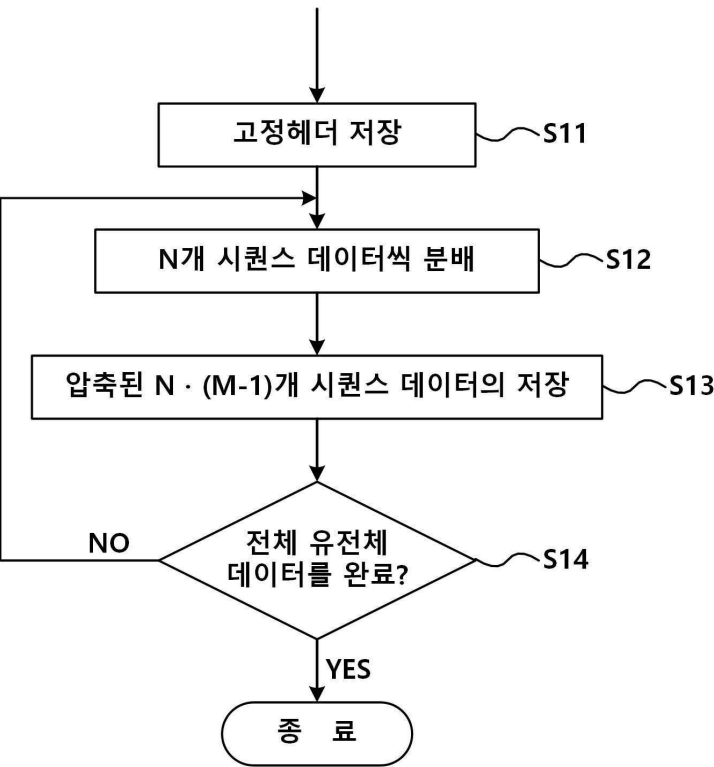 고정헤더 저장
S11
N개 시퀀스 데이터씩 분배
S12
압축된 N · (M-1)개 시퀀스 데이터의 저장
S13
전체 유전체
데이터를 완료?
NO
S14
YES
종 료